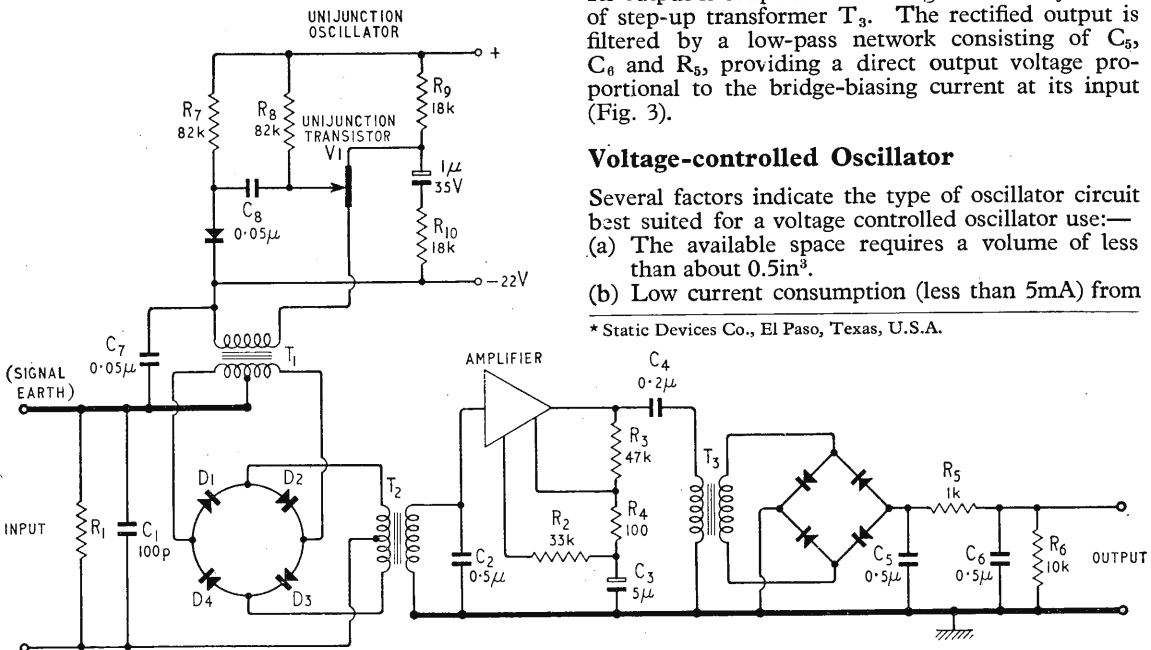 UNIJUNCTION
OSCILLATOR
+
R7
82k
R8
82k
R9
18k
UNIJUNCTION
TRANSISTOR
V1
1μ
35V
C8
0·05μ
R10
18k
−22V
C7
0·05μ
T1
(SIGNAL
EARTH)
INPUT
R1
C1
100p
D1
D2
D4
D3
T2
AMPLIFIER
C4
0·2μ
R3
47k
R4
100
R2
33k
C2
0·5μ
C3
5μ
T3
R5
1k
C5
0·5μ
C6
0·5μ
R6
10k
OUTPUT
of step-up transformer T3. The rectified output is
filtered by a low-pass network consisting of C5,
C6 and R5, providing a direct output voltage pro-
portional to the bridge-biasing current at its input
(Fig. 3).
Voltage-controlled Oscillator
Several factors indicate the type of oscillator circuit
best suited for a voltage controlled oscillator use:—
(a) The available space requires a volume of less
than about 0.5in³.
(b) Low current consumption (less than 5mA) from
* Static Devices Co., El Paso, Texas, U.S.A.